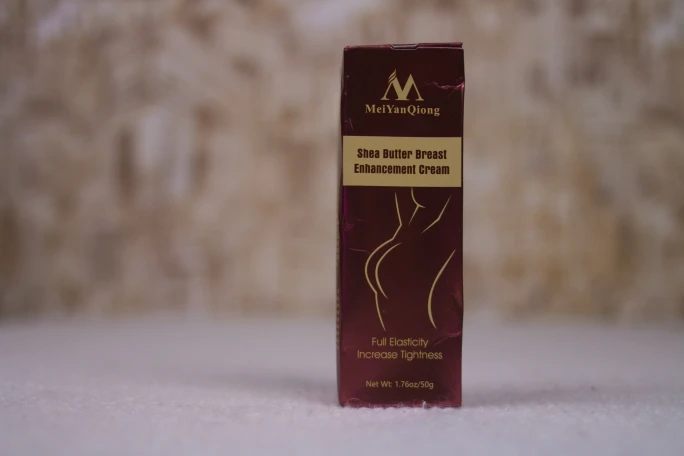 MeiYanQiong
Shea Butter Breast
Enhancement Cream
Full Elasticity
Increase Tightness
Net Wt: 1.76oz/50g